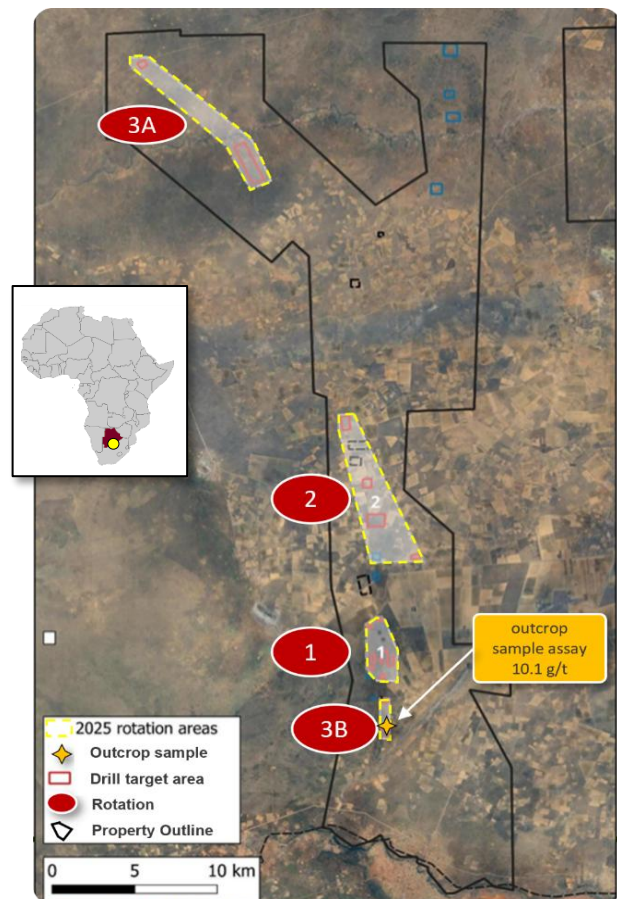 3A
2
2
1
1
outcrop
sample assay
10.1 g/t
3B
2025 rotation areas
Outcrop sample
Drill target area
Rotation
Property Outline
0 5 10 km